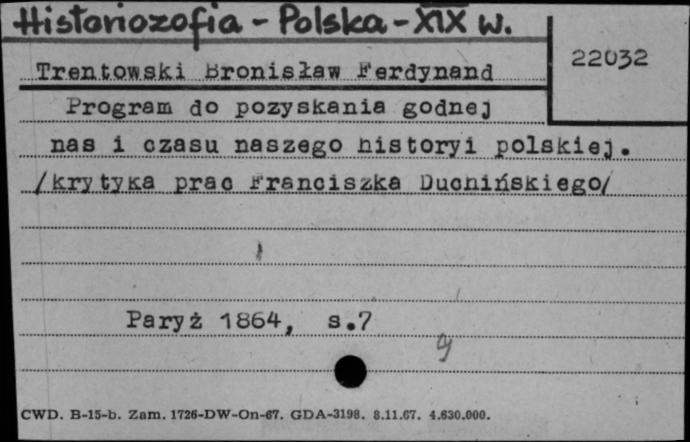 Historiozofia - Polska - XIX w.
22032
Trentowski Bronisław Ferdynand
Program do pozyskania godnej
nas i czasu naszego historyi polskiej.
/krytyka prac Franciszka Duchińskiego/
Paryż 1864, s.7
CWD. B-15-b. Zam. 1726-DW-On-67. GDA-3198. 8.11.67. 4.630.000.